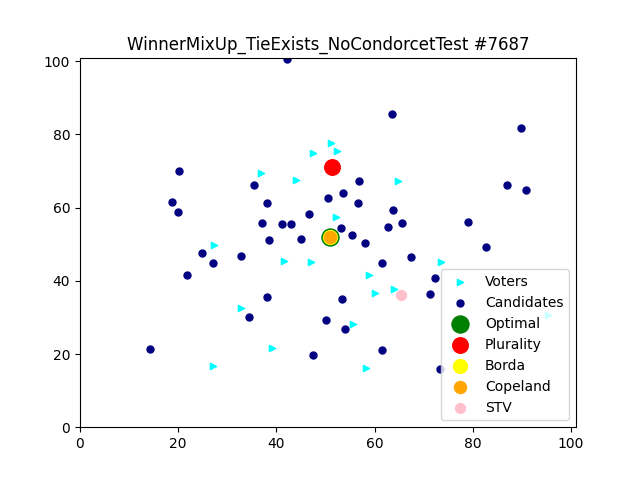 WinnerMixUp_TieExists_NoCondorcetTest #7687
100
80
60
40
20
0
0 20 40 60 80 100
Voters
Candidates
Optimal
Plurality
Borda
Copeland
STV